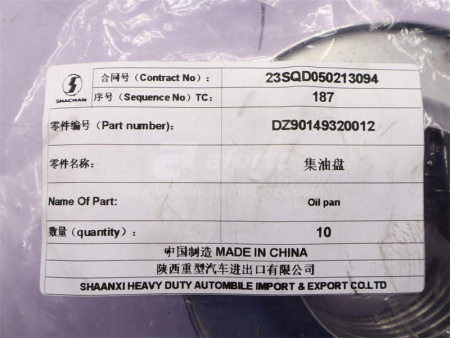 SHACMAN
合同号（Contract No）：
23SQD050213094
序号（Sequence No）TC：
187
零件编号（Part number）：
DZ90149320012
零件名称：
集油盘
Name Of Part:
Oil pan
数量（quantity）：
10
中国制造 MADE IN CHINA
陕西重型汽车进出口有限公司
SHAANXI HEAVY DUTY AUTOMBILE IMPORT & EXPORT CO.LTD